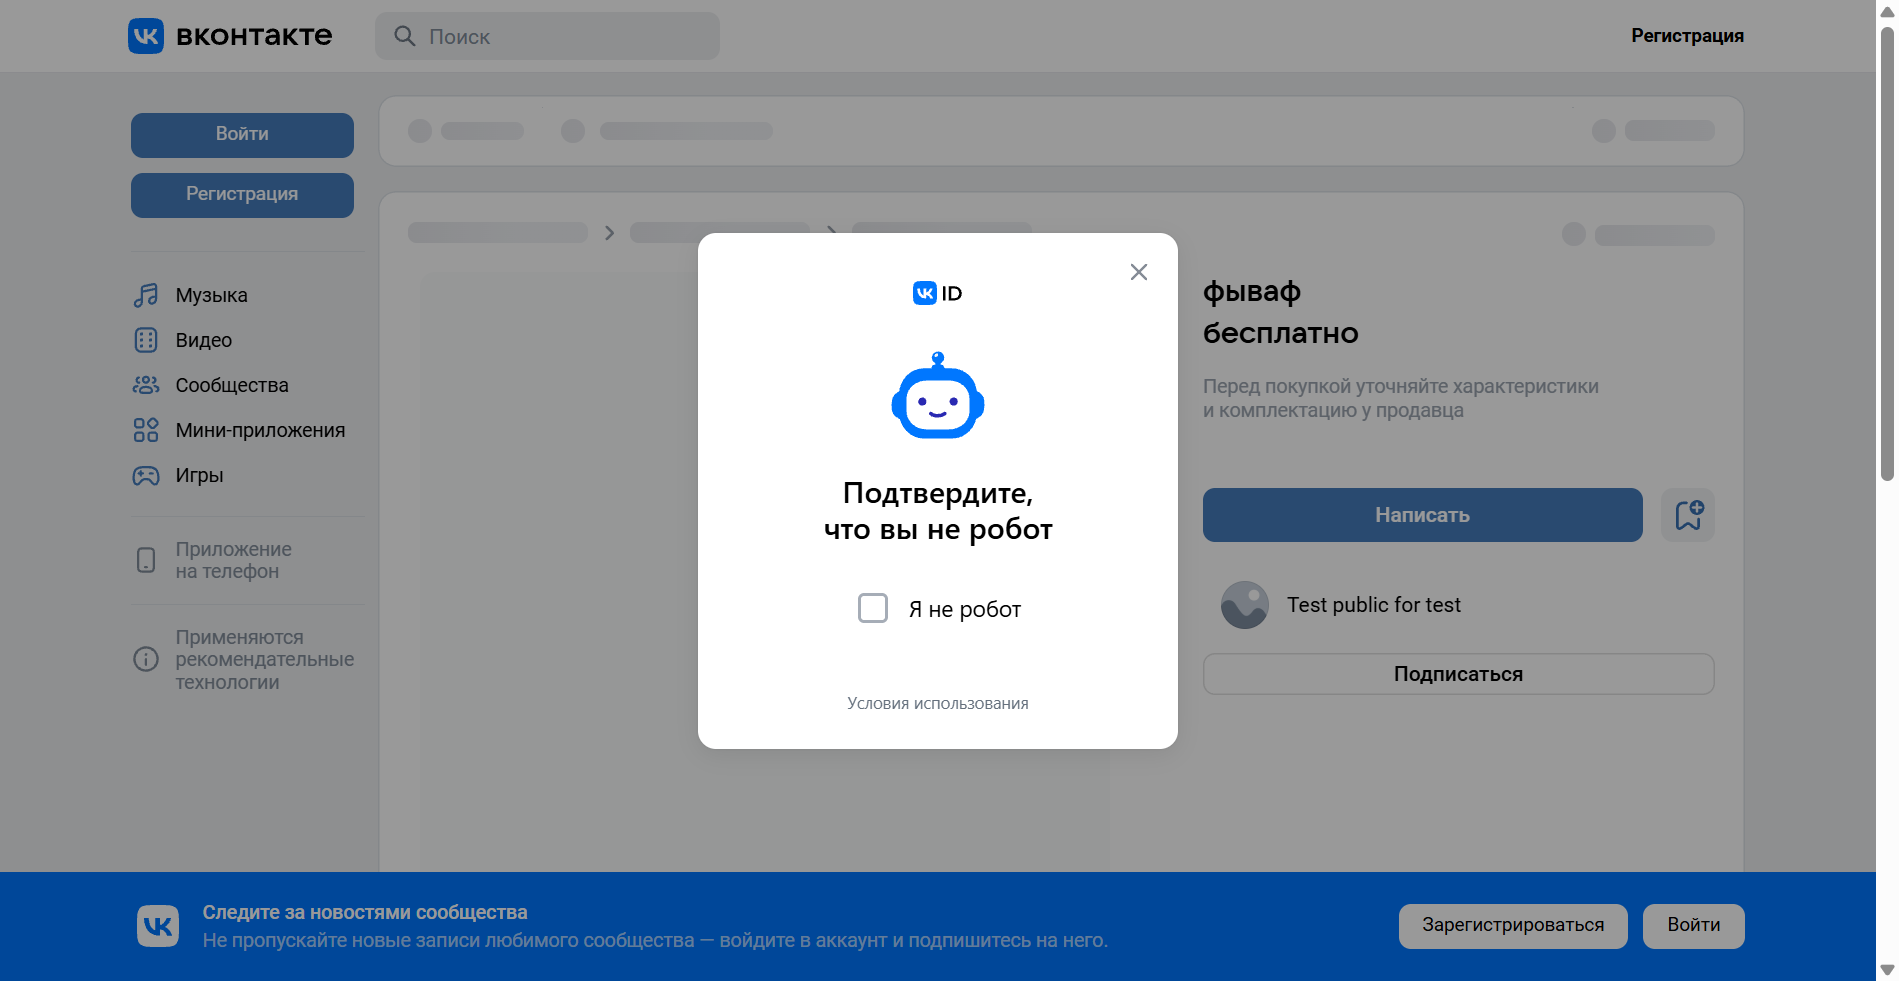 вконтакте
Поиск
Регистрация
Войти
Регистрация
Музыка
Видео
Сообщества
Мини-приложения
Игры
Приложение
на телефон
Применяются
рекомендательные
технологии
фываф
бесплатно
Перед покупкой уточняйте характеристики
и комплектацию у продавца
Написать
Test public for test
Подписаться
VK ID
Подтвердите,
что вы не робот
Я не робот
Условия использования
Следите за новостями сообщества
Не пропускайте новые записи любимого сообщества — войдите в аккаунт и подпишитесь на него.
Зарегистрироваться
Войти